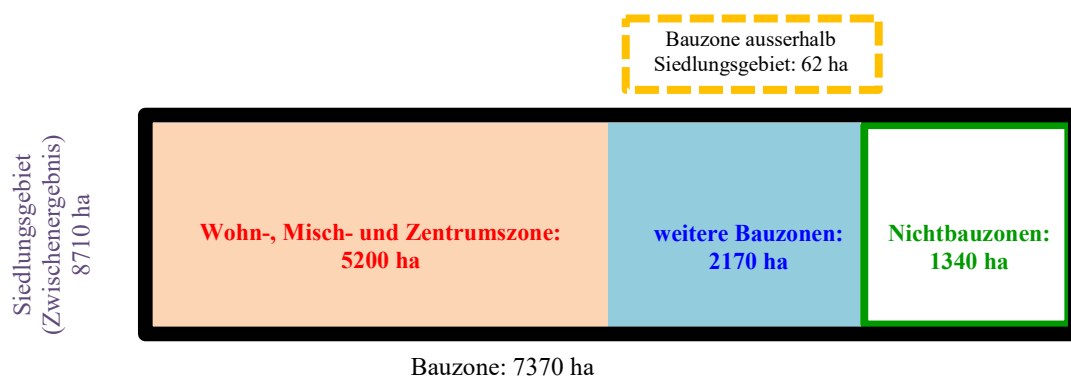 Bauzone ausserhalb
Siedlungsgebiet: 62 ha
Siedlungsgebiet
(Zwischenergebnis)
8710 ha
Wohn-, Misch- und Zentrumszone:
5200 ha
weitere Bauzonen:
2170 ha
Nichtbauzonen:
1340 ha
Bauzone: 7370 ha